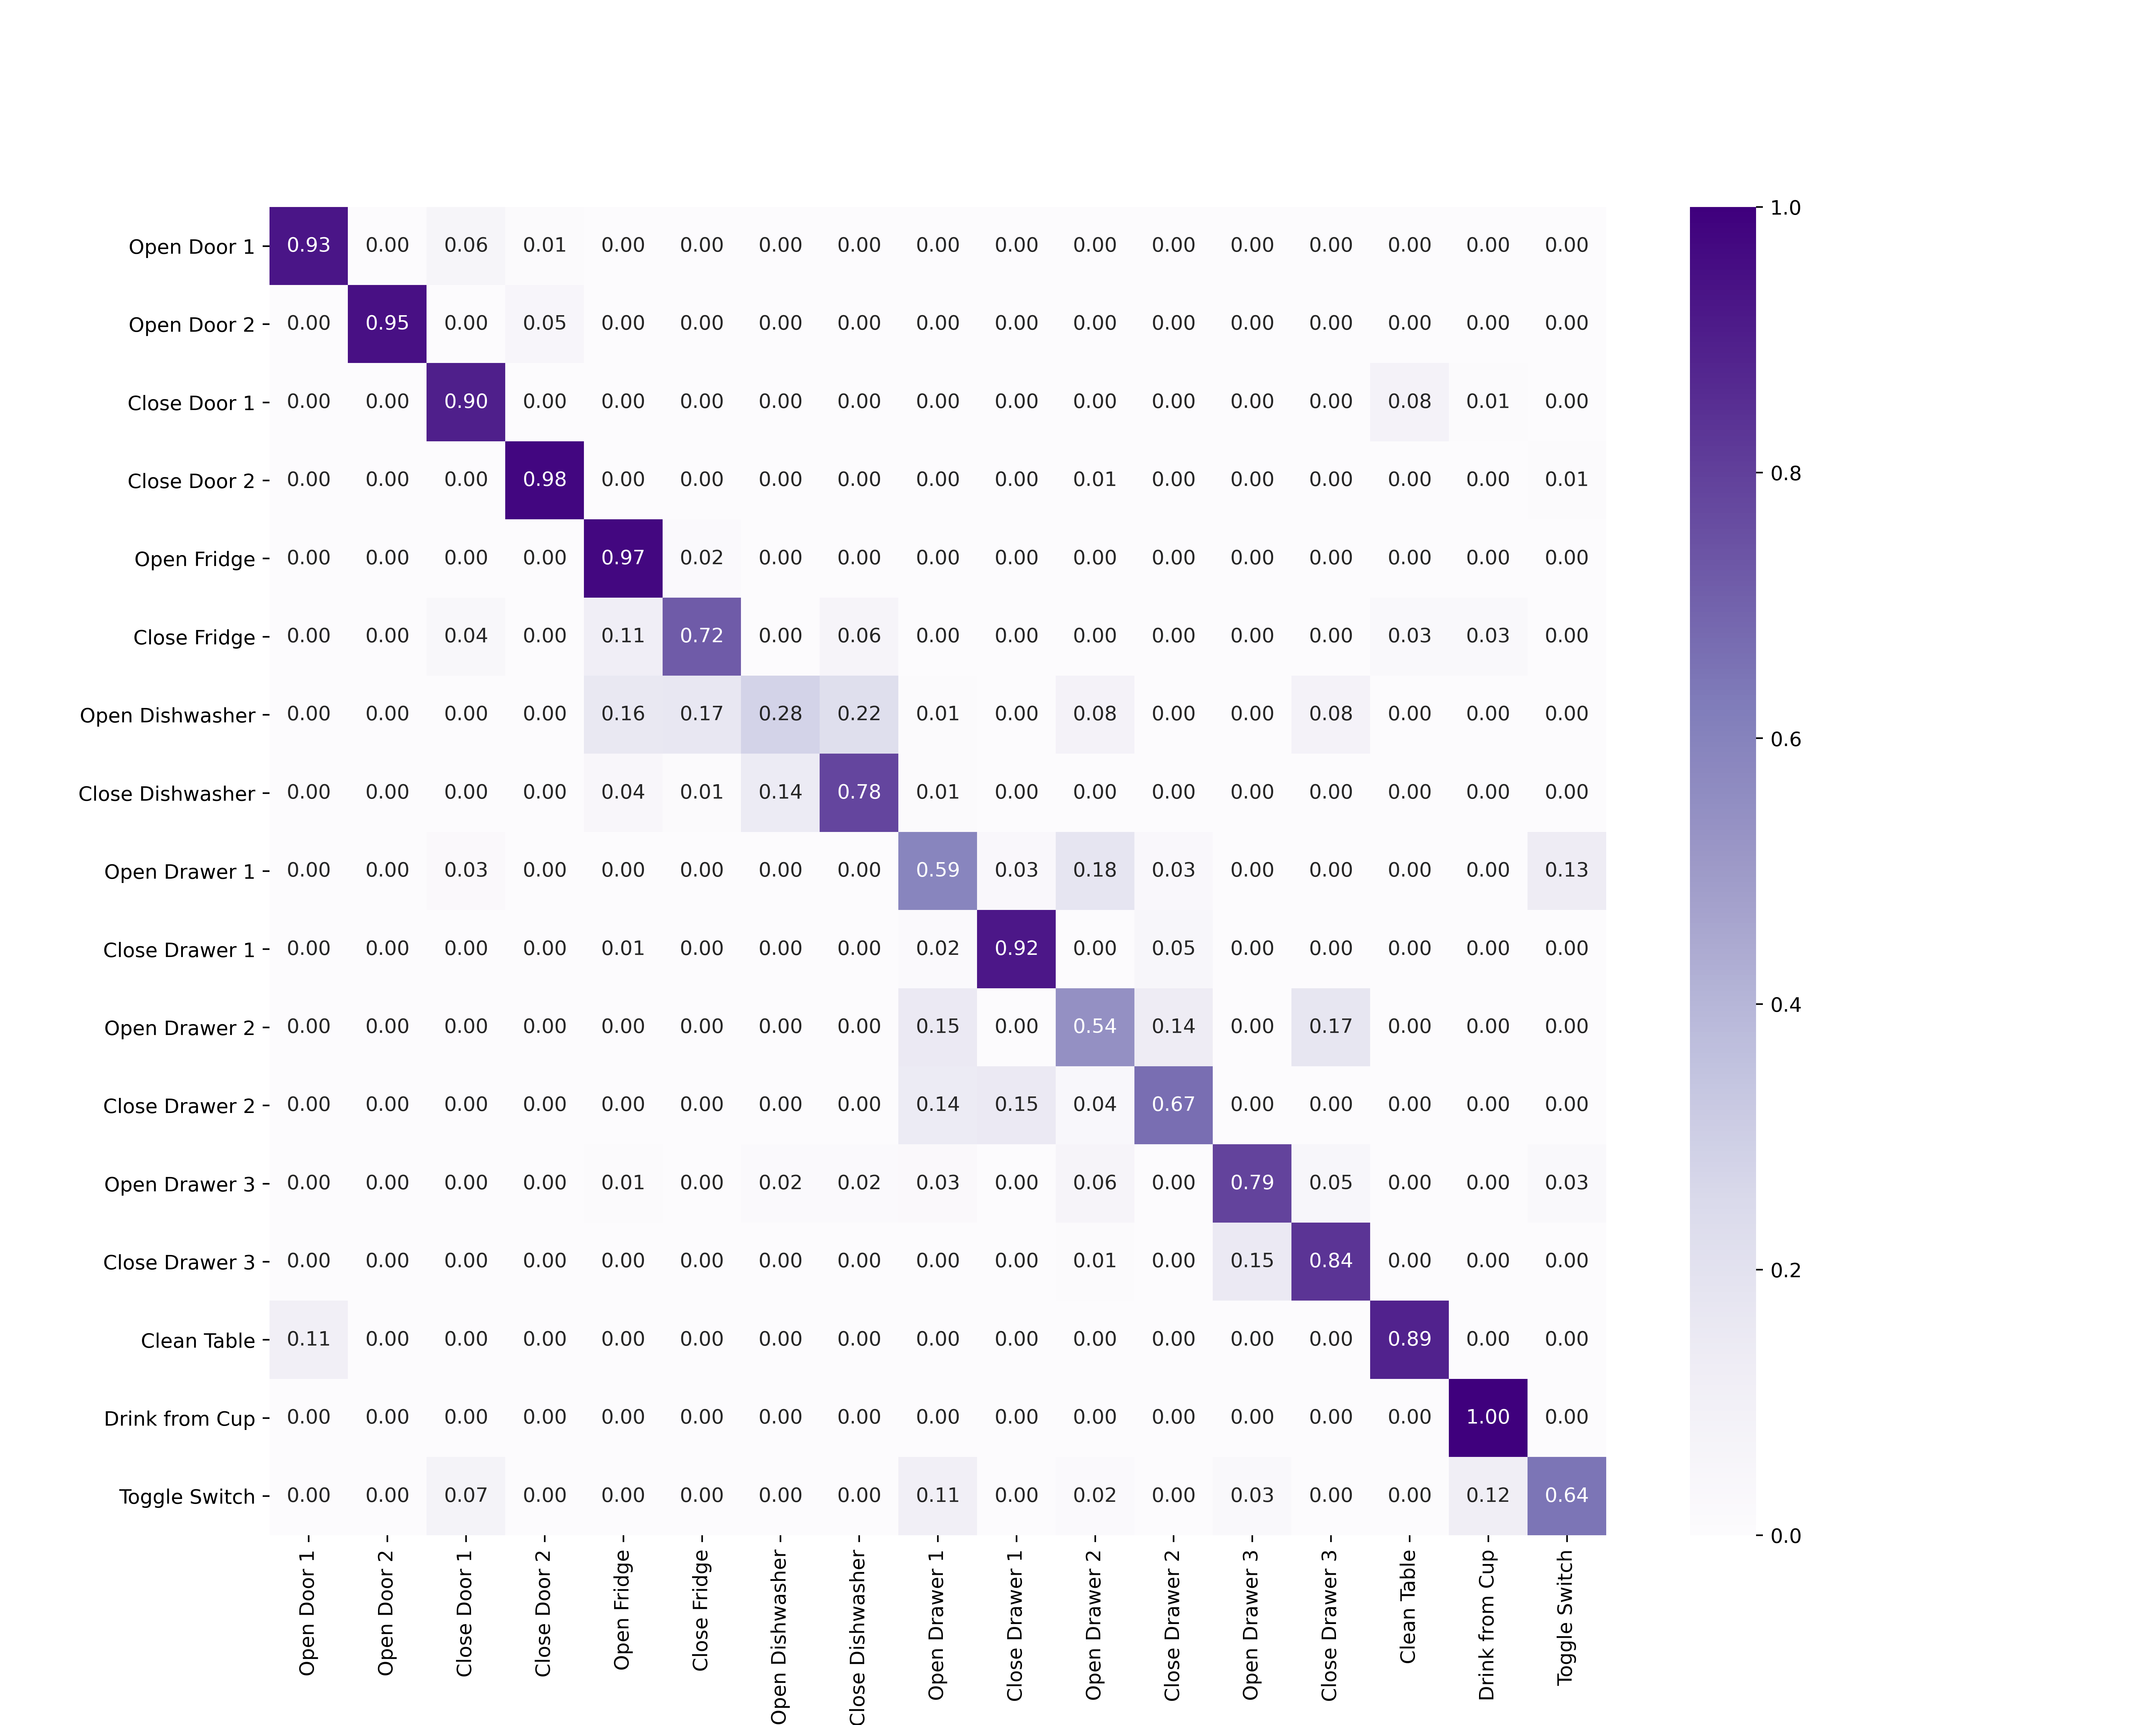 Open Door 1 0.93 0.00 0.06 0.01 0.00 0.00 0.00 0.00 0.00 0.00 0.00 0.00 0.00 0.00 0.00 0.00 0.00
Open Door 2 0.00 0.95 0.00 0.05 0.00 0.00 0.00 0.00 0.00 0.00 0.00 0.00 0.00 0.00 0.00 0.00 0.00
Close Door 1 0.00 0.00 0.90 0.00 0.00 0.00 0.00 0.00 0.00 0.00 0.00 0.00 0.00 0.00 0.08 0.01 0.00
Close Door 2 0.00 0.00 0.00 0.98 0.00 0.00 0.00 0.00 0.00 0.00 0.01 0.00 0.00 0.00 0.00 0.00 0.01
Open Fridge 0.00 0.00 0.00 0.00 0.97 0.02 0.00 0.00 0.00 0.00 0.00 0.00 0.00 0.00 0.00 0.00 0.00
Close Fridge 0.00 0.00 0.04 0.00 0.11 0.72 0.00 0.06 0.00 0.00 0.00 0.00 0.00 0.00 0.03 0.03 0.00
Open Dishwasher 0.00 0.00 0.00 0.00 0.16 0.17 0.28 0.22 0.01 0.00 0.08 0.00 0.00 0.08 0.00 0.00 0.00
Close Dishwasher 0.00 0.00 0.00 0.00 0.04 0.01 0.14 0.78 0.01 0.00 0.00 0.00 0.00 0.00 0.00 0.00 0.00
Open Drawer 1 0.00 0.00 0.03 0.00 0.00 0.00 0.00 0.00 0.59 0.03 0.18 0.03 0.00 0.00 0.00 0.00 0.13
Close Drawer 1 0.00 0.00 0.00 0.00 0.01 0.00 0.00 0.00 0.02 0.92 0.00 0.05 0.00 0.00 0.00 0.00 0.00
Open Drawer 2 0.00 0.00 0.00 0.00 0.00 0.00 0.00 0.00 0.15 0.00 0.54 0.14 0.00 0.17 0.00 0.00 0.00
Close Drawer 2 0.00 0.00 0.00 0.00 0.00 0.00 0.00 0.00 0.14 0.15 0.04 0.67 0.00 0.00 0.00 0.00 0.00
Open Drawer 3 0.00 0.00 0.00 0.00 0.01 0.00 0.02 0.02 0.03 0.00 0.06 0.00 0.79 0.05 0.00 0.00 0.03
Close Drawer 3 0.00 0.00 0.00 0.00 0.00 0.00 0.00 0.00 0.00 0.00 0.01 0.00 0.15 0.84 0.00 0.00 0.00
Clean Table 0.11 0.00 0.00 0.00 0.00 0.00 0.00 0.00 0.00 0.00 0.00 0.00 0.00 0.00 0.89 0.00 0.00
Drink from Cup 0.00 0.00 0.00 0.00 0.00 0.00 0.00 0.00 0.00 0.00 0.00 0.00 0.00 0.00 0.00 1.00 0.00
Toggle Switch 0.00 0.00 0.07 0.00 0.00 0.00 0.00 0.00 0.11 0.00 0.02 0.00 0.03 0.00 0.00 0.12 0.64
Open Door 1
Open Door 2
Close Door 1
Close Door 2
Open Fridge
Close Fridge
Open Dishwasher
Close Dishwasher
Open Drawer 1
Close Drawer 1
Open Drawer 2
Close Drawer 2
Open Drawer 3
Close Drawer 3
Clean Table
Drink from Cup
Toggle Switch
1.0
0.8
0.6
0.4
0.2
0.0